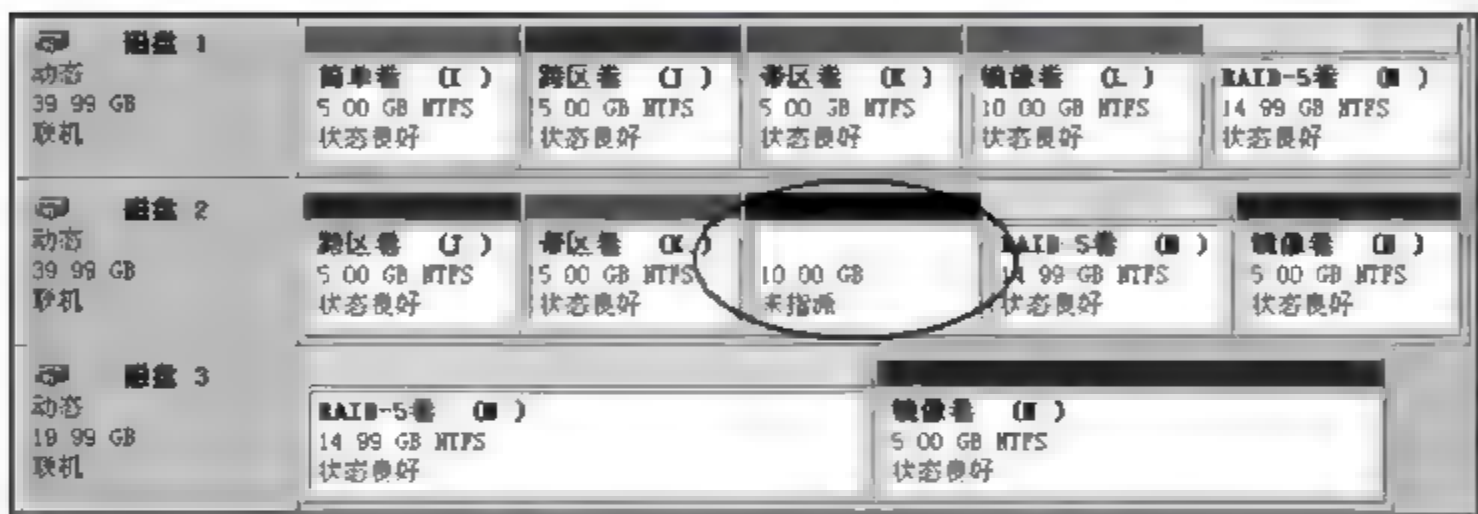 磁盘 1
动态
39 99 GB
联机
简单卷 (I )
5 00 GB NTFS
状态良好
跨区卷 (J )
5 00 GB NTFS
状态良好
带区卷 (K )
5 00 GB NTFS
状态良好
镜像卷 (L )
10 00 GB NTFS
状态良好
RAID-5卷
14 99 GB NTFS
状态良好
磁盘 2
动态
39 99 GB
联机
跨区卷 (J )
5 00 GB NTFS
状态良好
带区卷 (K )
5 00 GB NTFS
状态良好
10 00 GB
未指派
RAID-5卷
14 99 GB NTFS
状态良好
镜像卷
5 00 GB NTFS
状态良好
磁盘 3
动态
19 99 GB
联机
RAID-5卷
14 99 GB NTFS
状态良好
镜像卷
5 00 GB NTFS
状态良好